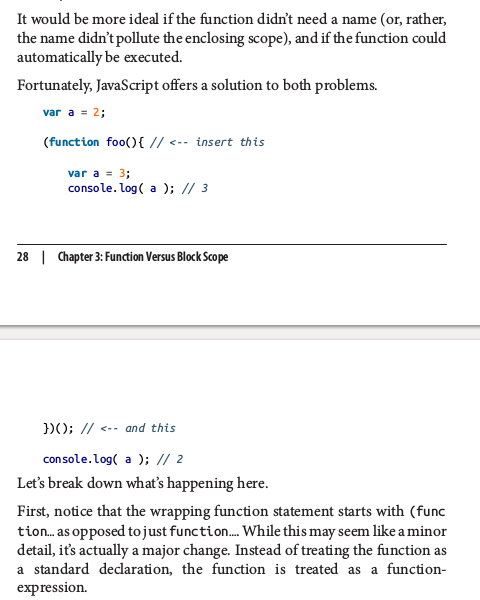 It would be more ideal if the function didn't need a name (or, rather,
the name didn't pollute the enclosing scope), and if the function could
automatically be executed.
Fortunately, JavaScript offers a solution to both problems.
var a = 2;
(function foo(){ // <-- insert this
var a = 3;
console.log( a ); // 3
28 | Chapter 3: Function Versus Block Scope
})(); // <-- and this
console.log( a ); // 2
Let's break down what's happening here.
First, notice that the wrapping function statement starts with (func
tion… as opposed to just function…. While this may seem like a minor
detail, it's actually a major change. Instead of treating the function as
a standard declaration, the function is treated as a function-
expression.